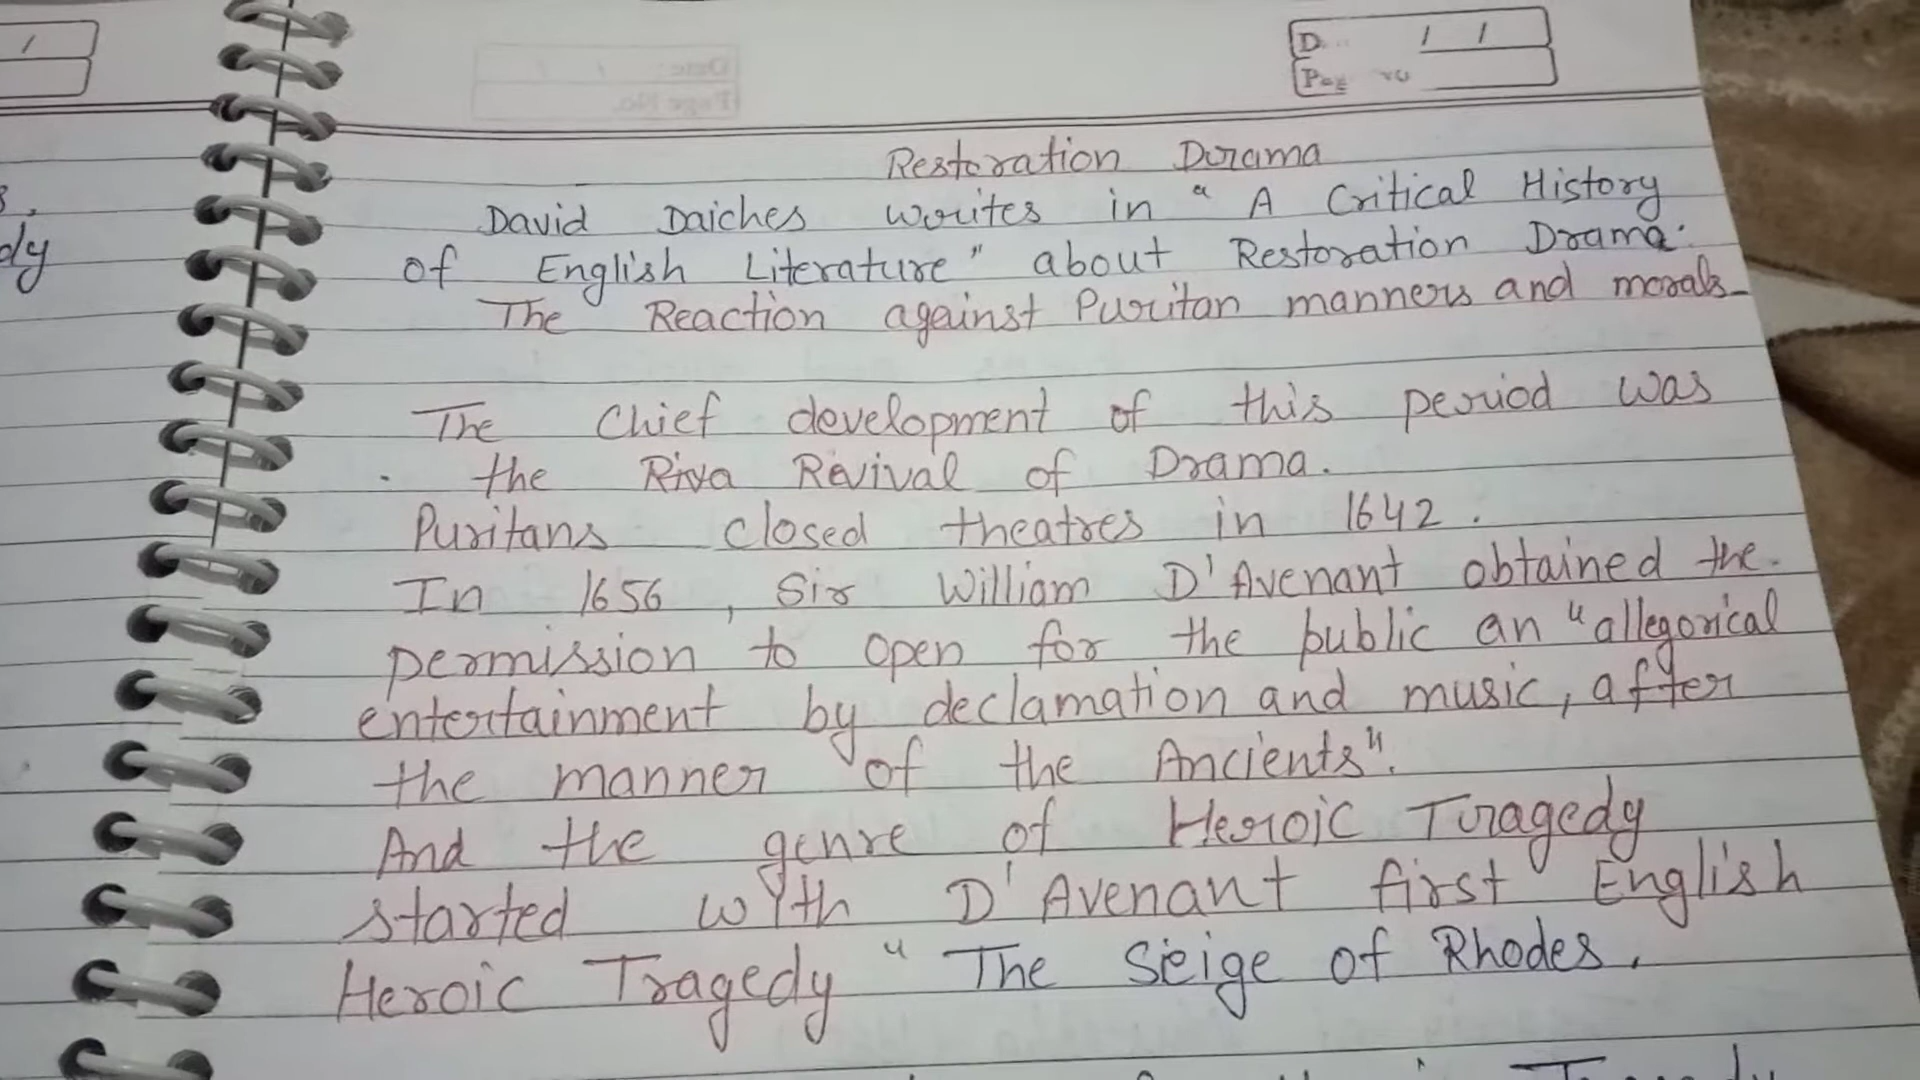 Restoration Drama
David Daiches writes in " A Critical History
of English Literature" about Restoration Drama.
The Reaction against Puritan manners and morals
The Chief development of this period was
the Riva Revival of Drama.
Puritans closed theatres in 1642.
In 1656, Sir William D'Avenant obtained the
permission to open for the public an "allegorical
entertainment by declamation and music, after
the manner of the Ancients".
And the genre of Heroic Tragedy
started with D'Avenant first English
Heroic Tragedy " The Seige of Rhodes.